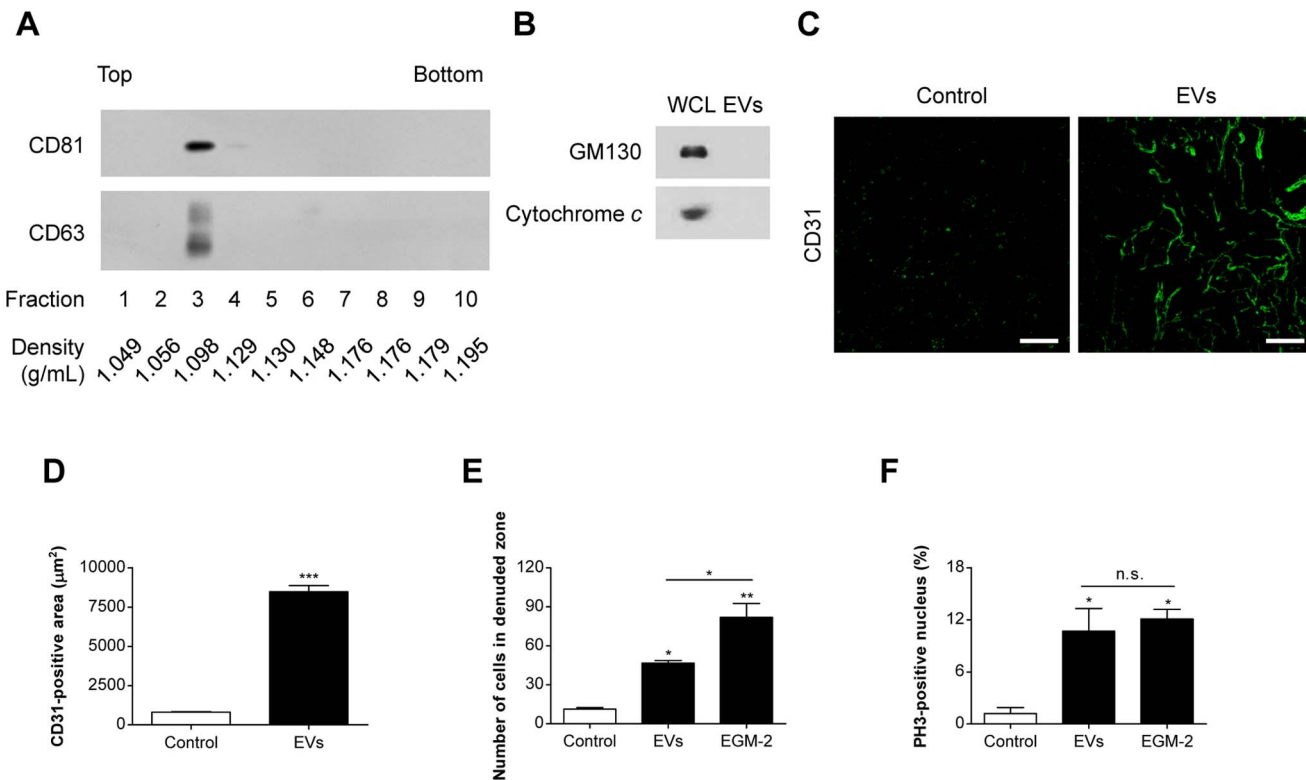 A
Top Bottom
CD81
CD63
Fraction 1 2 3 4 5 6 7 8 9 10
Density
(g/mL)
1.049 1.056 1.098 1.129 1.130 1.148 1.176 1.176 1.179 1.195
B
WCL EVs
GM130
Cytochrome c
C
Control EVs
CD31
D
CD31-positive area (μm²)
10000
7500
5000
2500
0
***
Control EVs
E
Number of cells in denuded zone
120
90
60
30
0
*
*
**
Control EVs EGM-2
F
PH3-positive nucleus (%)
18
12
6
0
n.s.
*
*
Control EVs EGM-2